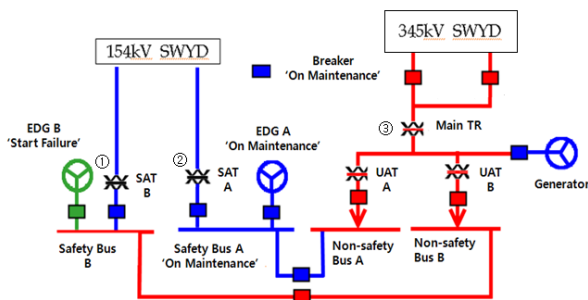 154kV SWYD
345kV SWYD
Breaker
'On Maintenance'
EDG B
'Start Failure'
①
SAT
B
②
SAT
A
EDG A
'On Maintenance'
③
Main TR
UAT
A
UAT
B
Generator
Safety Bus
B
Safety Bus A
'On Maintenance'
Non-safety
Bus A
Non-safety
Bus B